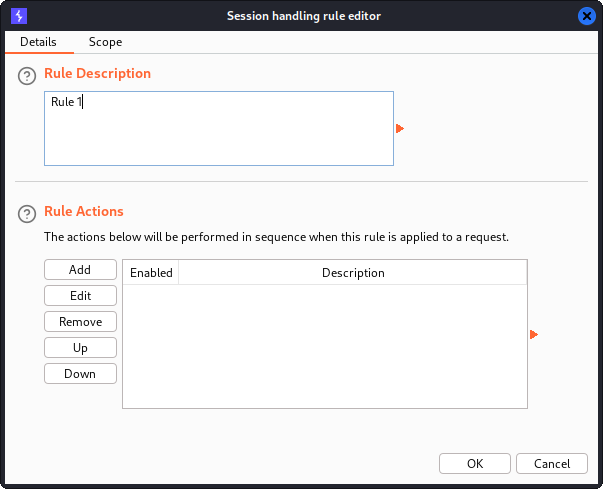 Session handling rule editor
Details Scope
Rule Description
Rule 1
Rule Actions
The actions below will be performed in sequence when this rule is applied to a request.
Add
Enabled Description
Edit
Remove
Up
Down
OK Cancel